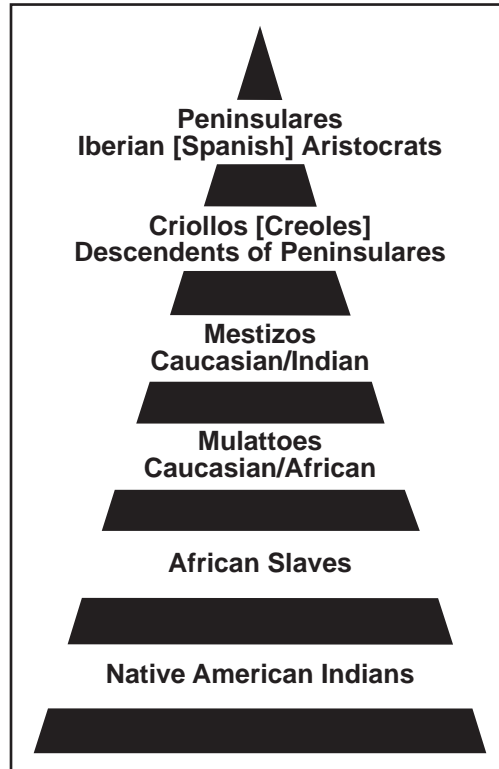 Peninsulares
Iberian [Spanish] Aristocrats
Criollos [Creoles]
Descendents of Peninsulares
Mestizos
Caucasian/Indian
Mulattoes
Caucasian/African
African Slaves
Native American Indians